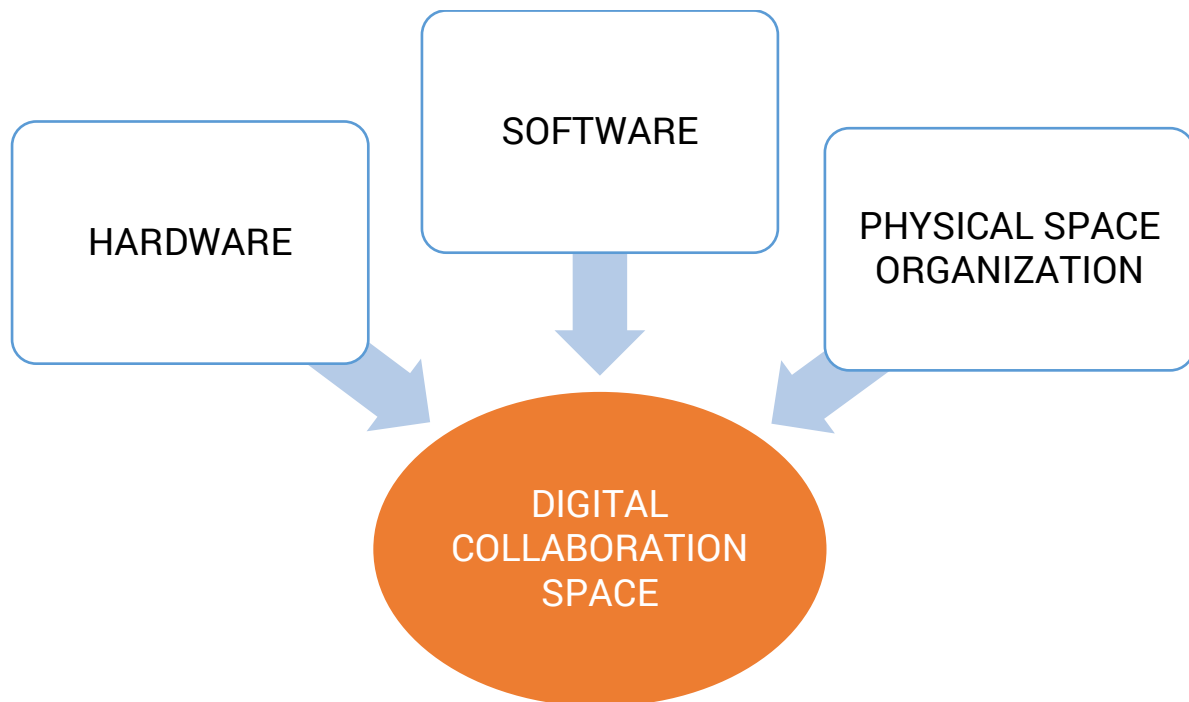 SOFTWARE
HARDWARE
PHYSICAL SPACE
ORGANIZATION
DIGITAL
COLLABORATION
SPACE